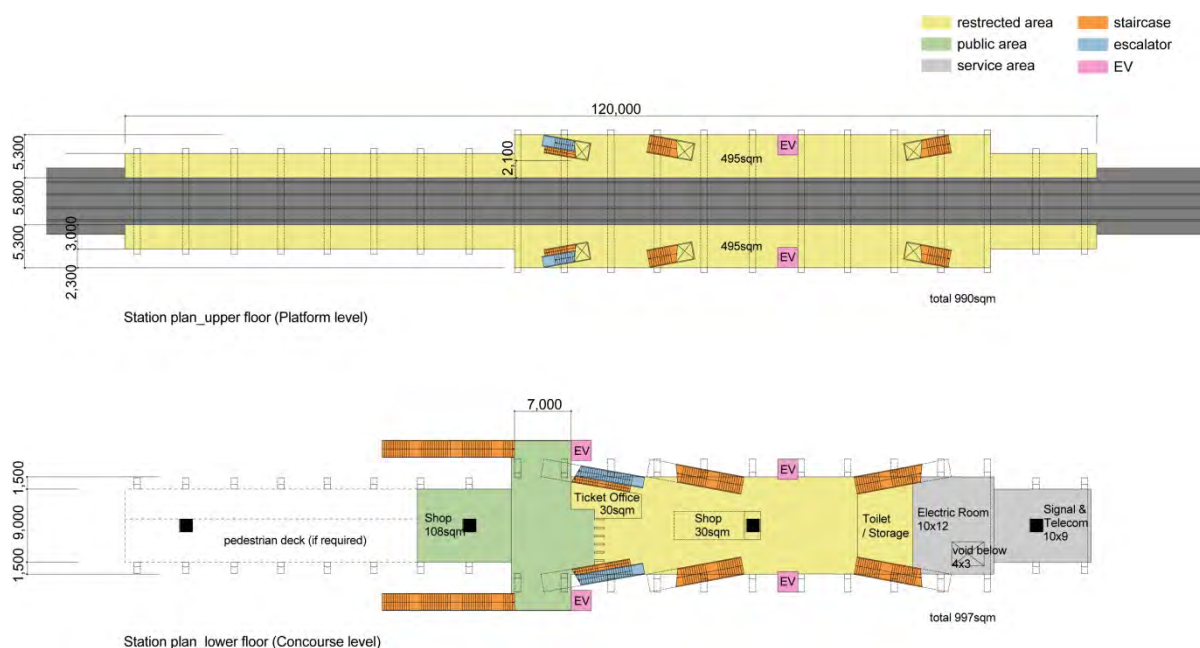 restrected area
staircase
public area
escalator
service area
EV
120,000
5,300
5,800
5,300
3,000
2,300
2,100
EV
495sqm
495sqm
EV
total 990sqm
Station plan_upper floor (Platform level)
7,000
1,500
9,000
1,500
EV
EV
Ticket Office
30sqm
Shop
108sqm
Shop
30sqm
pedestrian deck (if required)
Toilet
/ Storage
Electric Room
10x12
void below
4x3
Signal &
Telecom
10x9
EV
EV
total 997sqm
Station plan_lower floor (Concourse level)